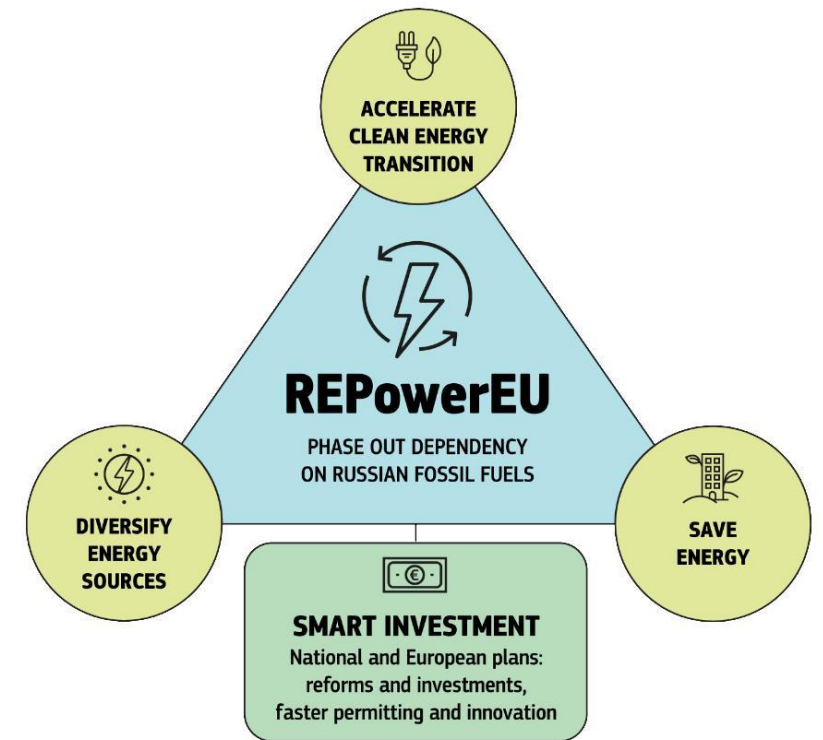 ACCELERATE
CLEAN ENERGY
TRANSITION
REPowerEU
PHASE OUT DEPENDENCY
ON RUSSIAN FOSSIL FUELS
DIVERSIFY
ENERGY
SOURCES
SAVE
ENERGY
€
SMART INVESTMENT
National and European plans:
reforms and investments,
faster permitting and innovation